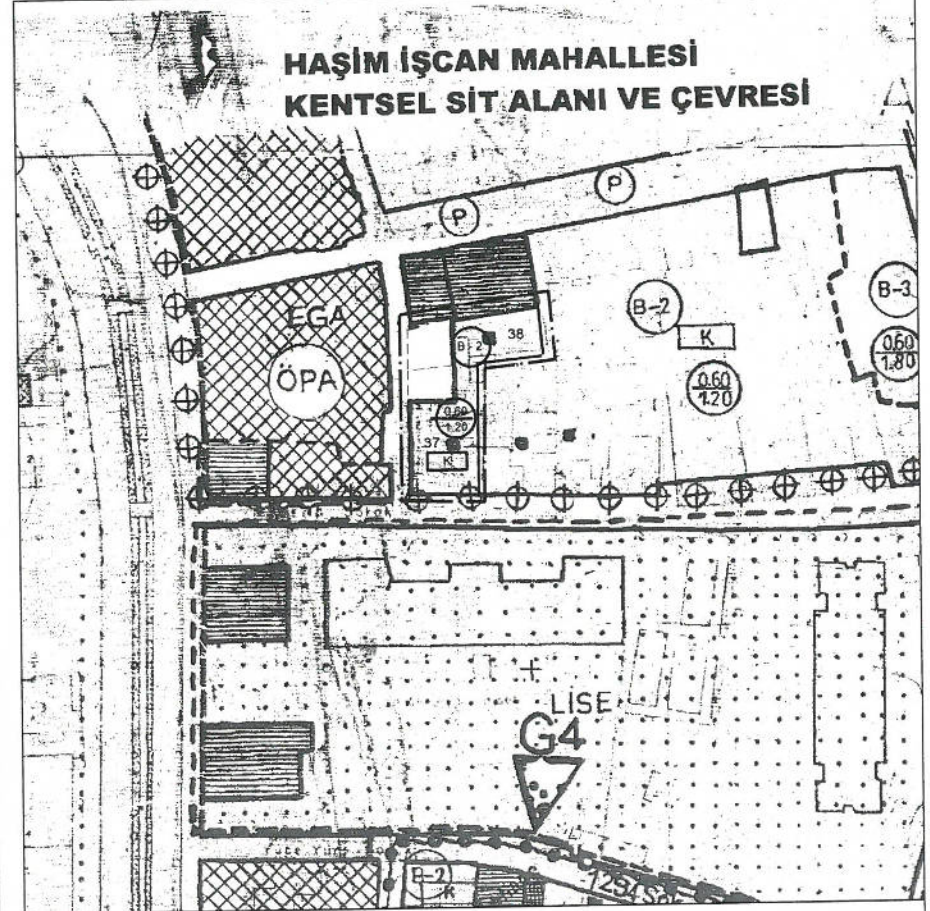 HAŞİM İŞCAN MAHALLESİ
KENTSEL SİT ALANI VE ÇEVRESİ
P
P
B-2
K
0.60
1.20
B-3
0.60
1.80
EGA
ÖPA
B-2
38
0.60
1.20
37
K
LİSE
G4
B-2
K